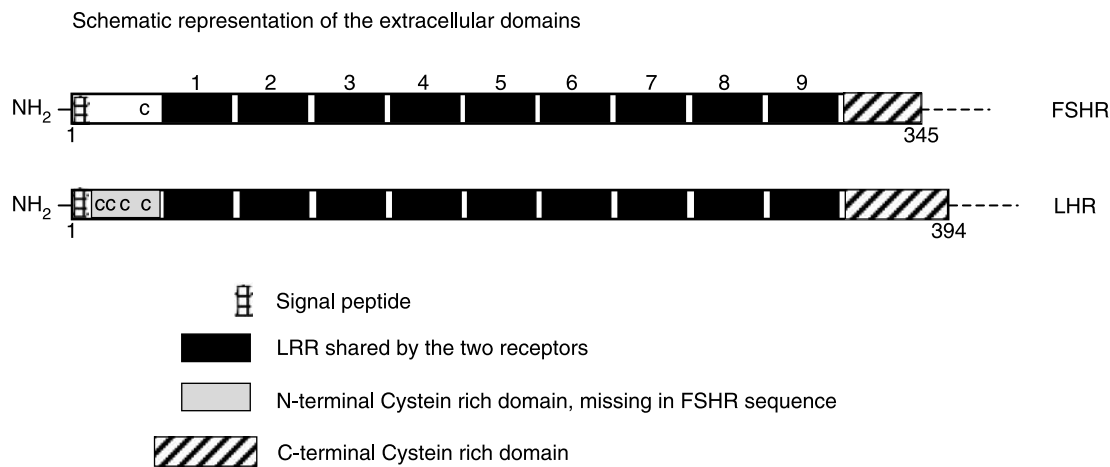 Schematic representation of the extracellular domains
1 2 3 4 5 6 7 8 9
NH2 c FSHR
1 345
NH2 cc c c LHR
1 394
Signal peptide
LRR shared by the two receptors
N-terminal Cystein rich domain, missing in FSHR sequence
C-terminal Cystein rich domain